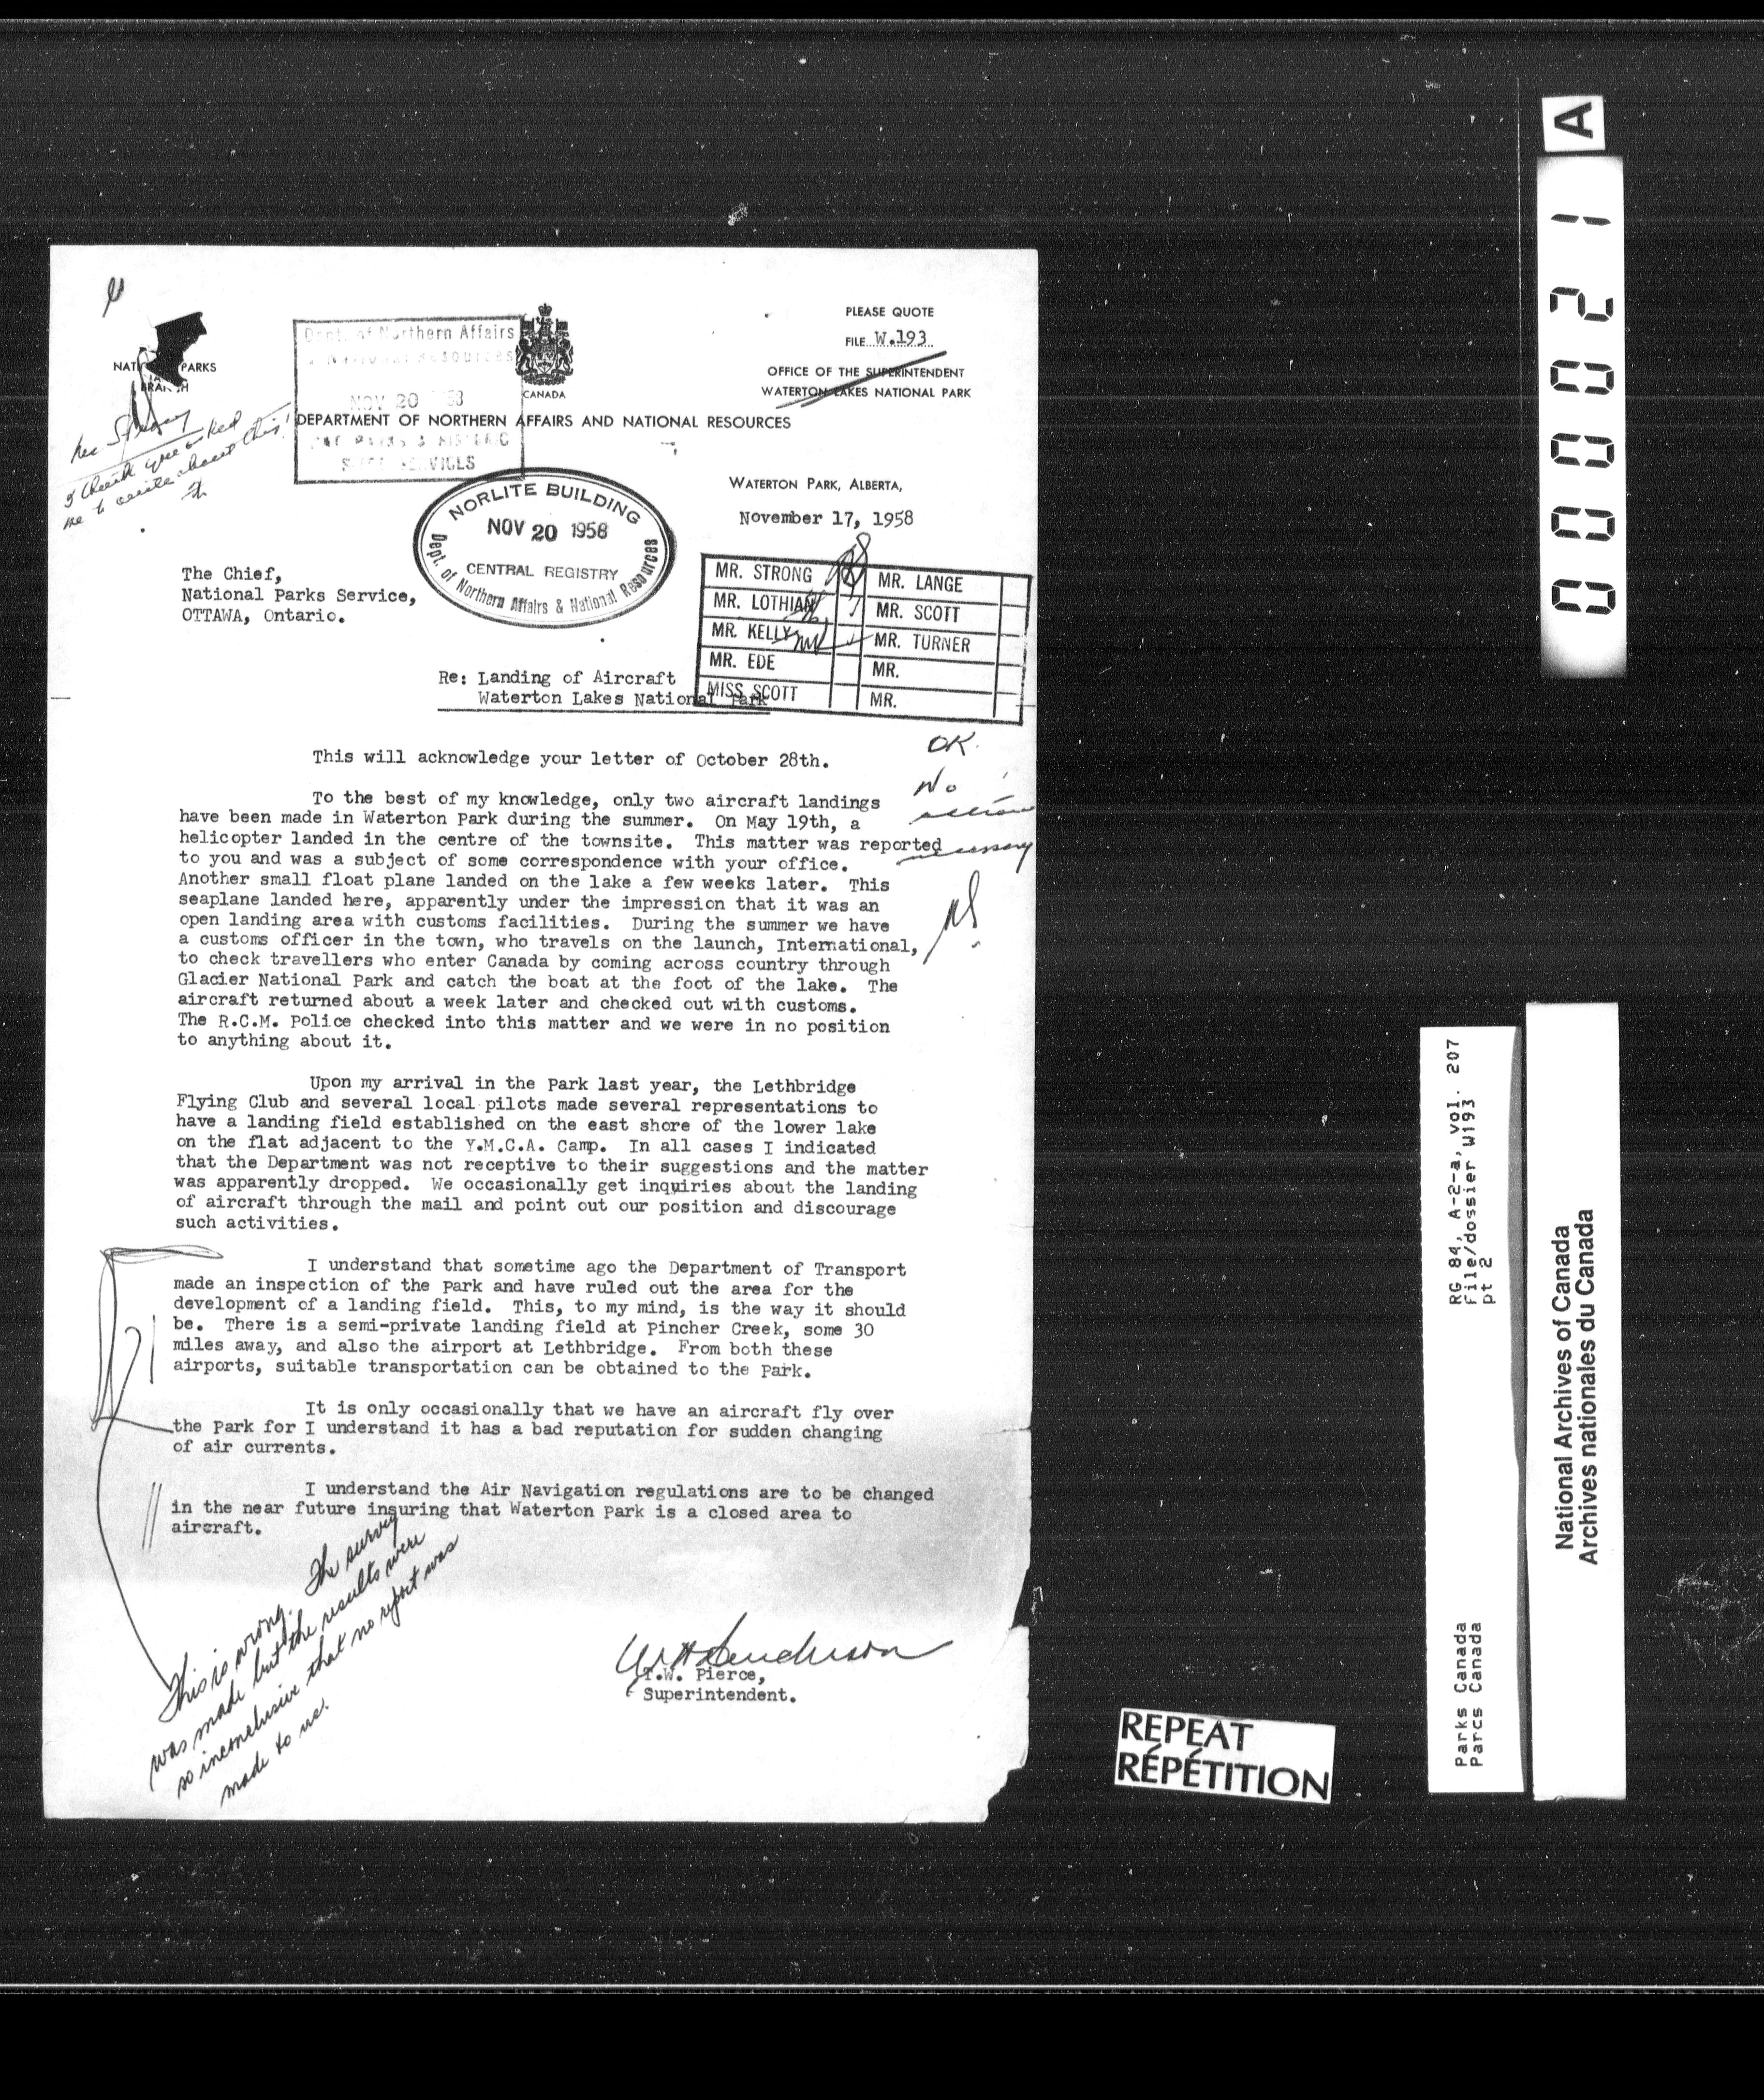 A
00021
PLEASE QUOTE
FILE W.193
OFFICE OF THE SUPERINTENDENT
WATERTON LAKES NATIONAL PARK
NATIONAL PARKS
BRANCH
Dept. of Northern Affairs
& National Resources
NOV 20 1958
SERVICES
CANADA
DEPARTMENT OF NORTHERN AFFAIRS AND NATIONAL RESOURCES
I think you asked
me to write about this!
WATERTON PARK, ALBERTA,
November 17, 1958
NORLITE BUILDING
NOV 20 1958
CENTRAL REGISTRY
Dept. of Northern Affairs & National Resources
The Chief,
National Parks Service,
OTTAWA, Ontario.
MR. STRONG MR. LANGE
MR. LOTHIAN MR. SCOTT
MR. KELLY MR. TURNER
MR. EDE MR.
MISS SCOTT MR.
Re: Landing of Aircraft
Waterton Lakes National Park
OK.
No
action
necessary
This will acknowledge your letter of October 28th.
To the best of my knowledge, only two aircraft landings
have been made in Waterton Park during the summer. On May 19th, a
helicopter landed in the centre of the townsite. This matter was reported
to you and was a subject of some correspondence with your office.
Another small float plane landed on the lake a few weeks later. This
seaplane landed here, apparently under the impression that it was an
open landing area with customs facilities. During the summer we have
a customs officer in the town, who travels on the launch, International,
to check travellers who enter Canada by coming across country through
Glacier National Park and catch the boat at the foot of the lake. The
aircraft returned about a week later and checked out with customs.
The R.C.M. Police checked into this matter and we were in no position
to anything about it.
Upon my arrival in the Park last year, the Lethbridge
Flying Club and several local pilots made several representations to
have a landing field established on the east shore of the lower lake
on the flat adjacent to the Y.M.C.A. Camp. In all cases I indicated
that the Department was not receptive to their suggestions and the matter
was apparently dropped. We occasionally get inquiries about the landing
of aircraft through the mail and point out our position and discourage
such activities.
I understand that sometime ago the Department of Transport
made an inspection of the Park and have ruled out the area for the
development of a landing field. This, to my mind, is the way it should
be. There is a semi-private landing field at Pincher Creek, some 30
miles away, and also the airport at Lethbridge. From both these
airports, suitable transportation can be obtained to the Park.
It is only occasionally that we have an aircraft fly over
the Park for I understand it has a bad reputation for sudden changing
of air currents.
I understand the Air Navigation regulations are to be changed
in the near future insuring that Waterton Park is a closed area to
aircraft.
This is wrong. The survey
was made but the results were
so inconclusive that no report was
made to us.
T.W. Pierce,
Superintendent.
REPEAT
RÉPÉTITION
RG 84, A-2-a, vol. 207
file/dossier W193
pt 2
Parks Canada
Parcs Canada
National Archives of Canada
Archives nationales du Canada